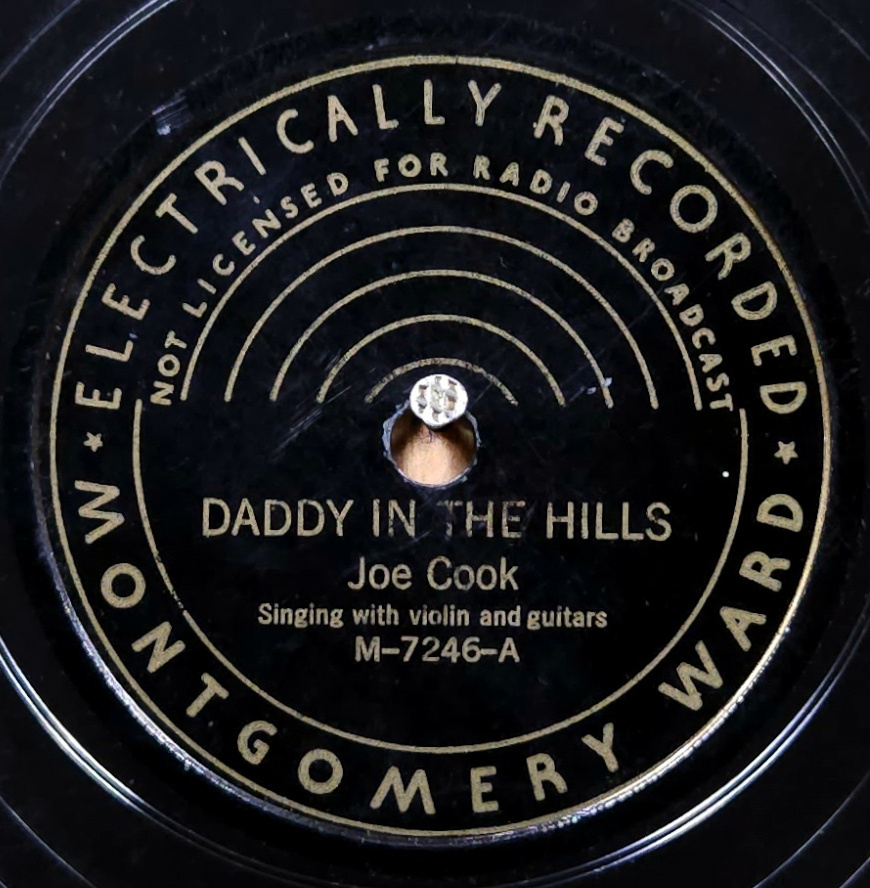 ELECTRICALLY RECORDED
NOT LICENSED FOR RADIO BROADCAST
DADDY IN THE HILLS
Joe Cook
Singing with violin and guitars
M-7246-A
MONTGOMERY WARD